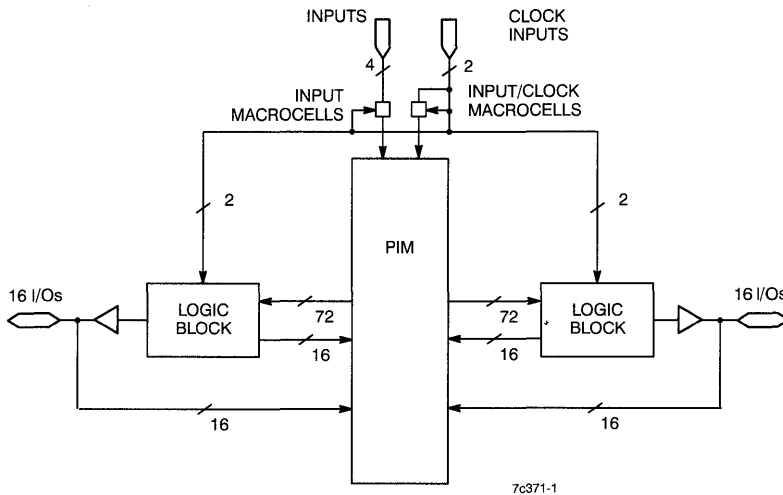 INPUTS
CLOCK
INPUTS
4
2
INPUT
MACROCELLS
INPUT/CLOCK
MACROCELLS
2
2
PIM
16 I/Os
LOGIC
BLOCK
72
16
72
16
LOGIC
BLOCK
16 I/Os
16
16
7c371-1